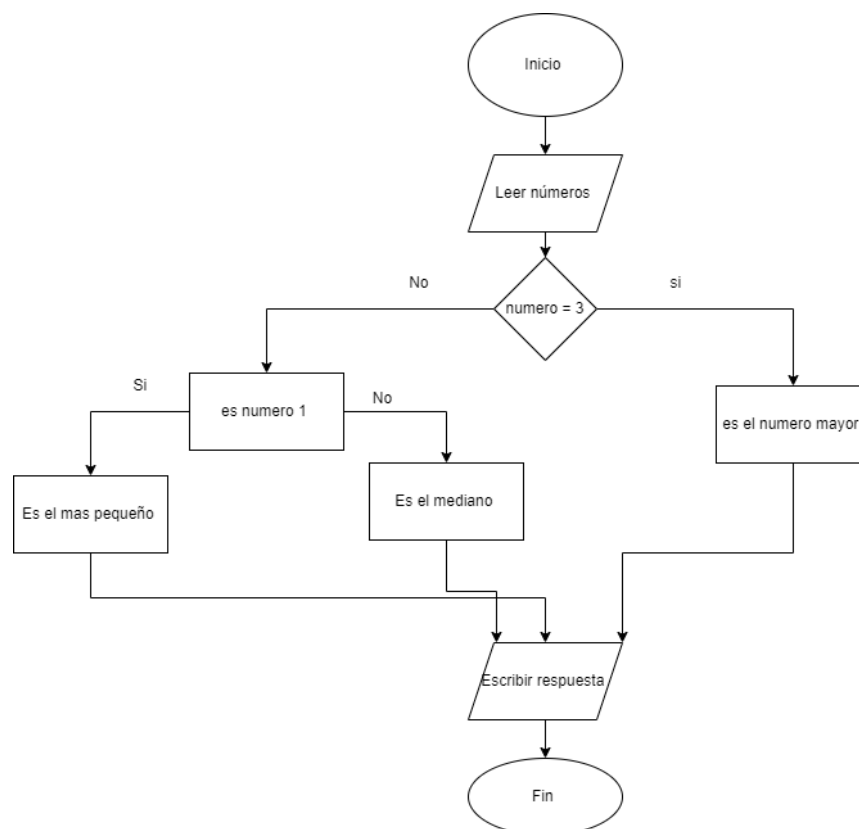 Inicio
Leer números
No
si
numero = 3
Si
es numero 1
No
es el numero mayor
Es el mas pequeño
Es el mediano
Escribir respuesta
Fin